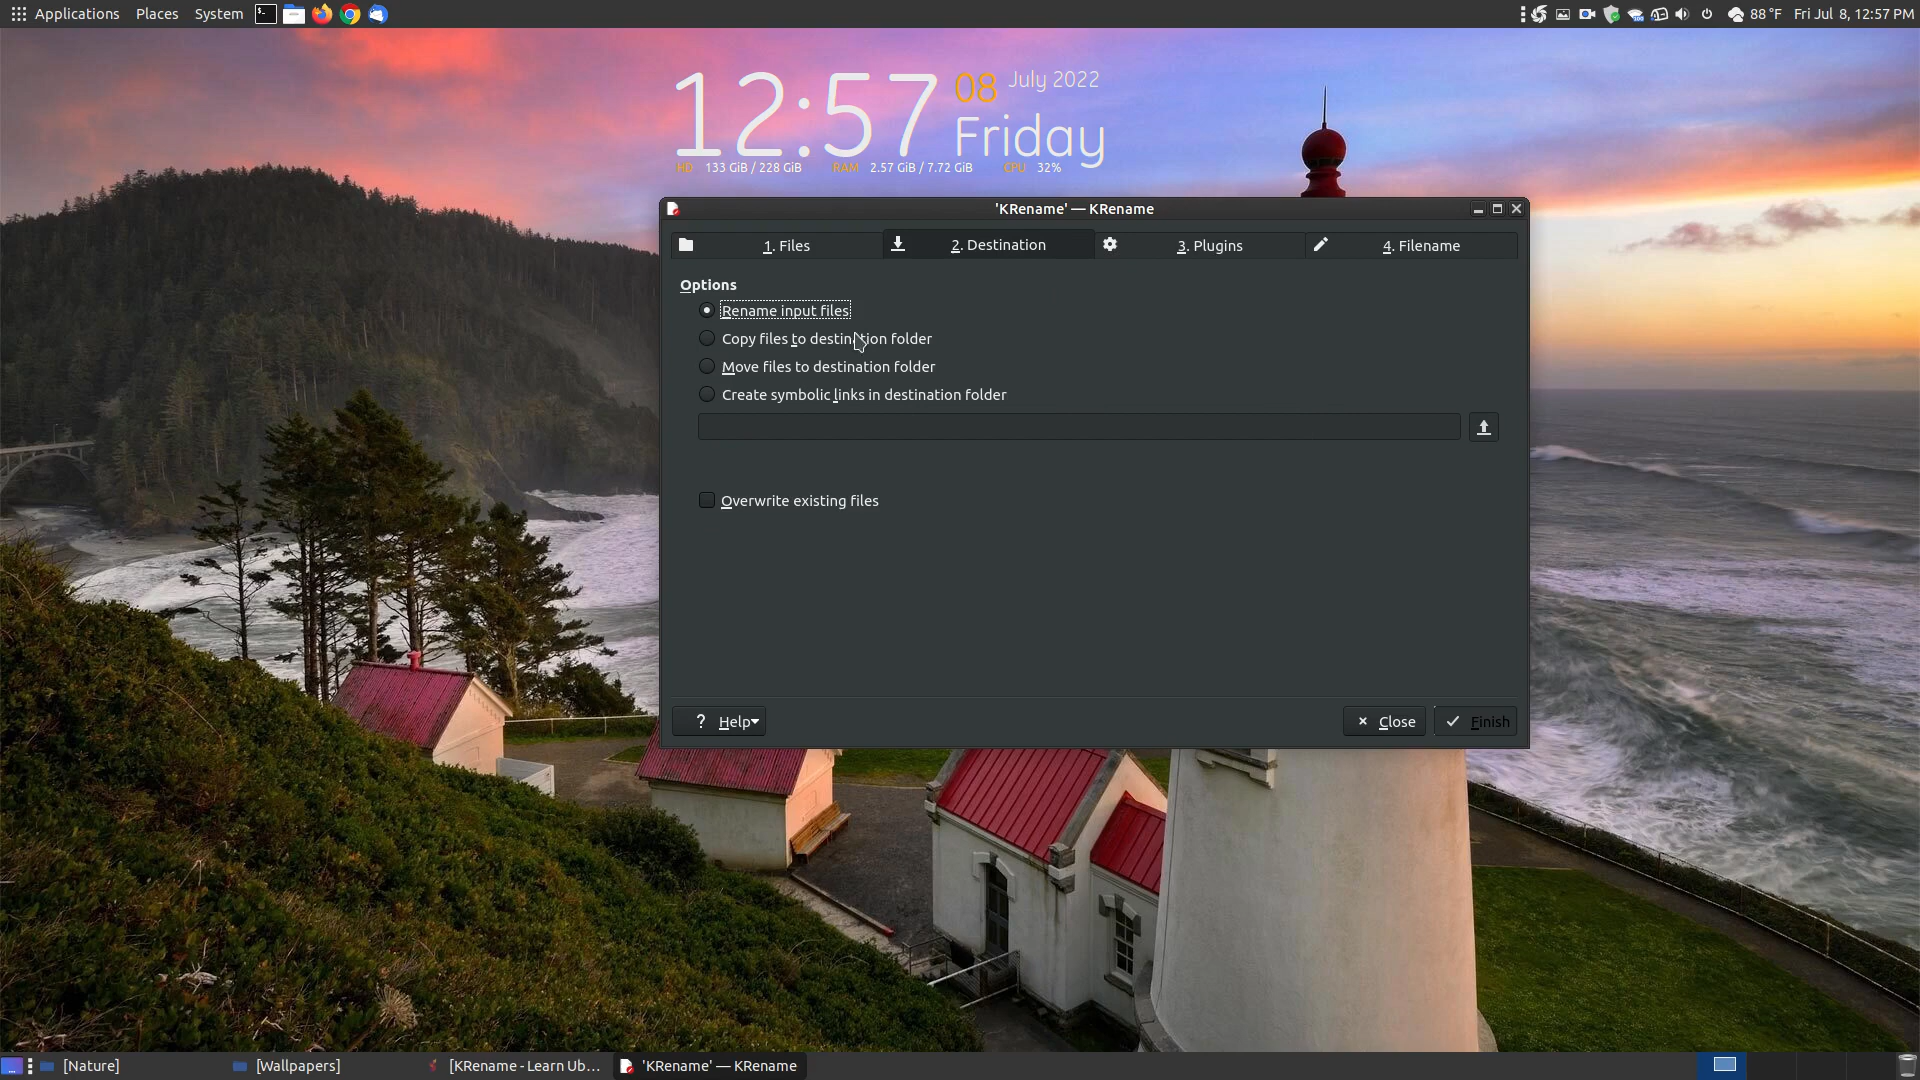 Applications Places System 88 °F Fri Jul 8, 12:57 PM
12:57 08 July 2022
Friday
HD 133 GiB / 228 GiB RAM 2.57 GiB / 7.72 GiB CPU 32%
'KRename' — KRename
1. Files 2. Destination 3. Plugins 4. Filename
Options
Rename input files
Copy files to destination folder
Move files to destination folder
Create symbolic links in destination folder
Overwrite existing files
? Help Close Finish
[Nature] [Wallpapers] [KRename - Learn Ub... 'KRename' — KRename